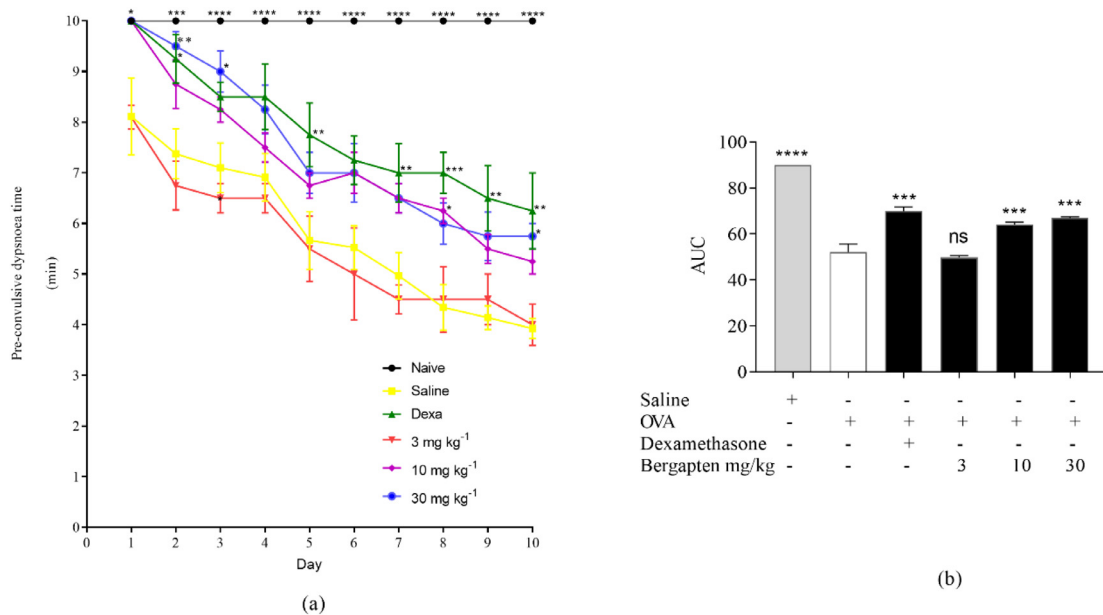 * *** **** **** **** **** **** **** **** ****
10
9
8
7
6
5
4
3
2
1
0
Pre-convulsive dypsnoea time
(min)
**
*
*
**
**
***
*
**
**
*
Naive
Saline
Dexa
3 mg kg-1
10 mg kg-1
30 mg kg-1
0 1 2 3 4 5 6 7 8 9 10
Day
(a)
100
80
60
40
20
0
AUC
****
***
ns
***
***
Saline + - - - - -
OVA - + + + + +
Dexamethasone - - + - - -
Bergapten mg/kg - - - 3 10 30
(b)